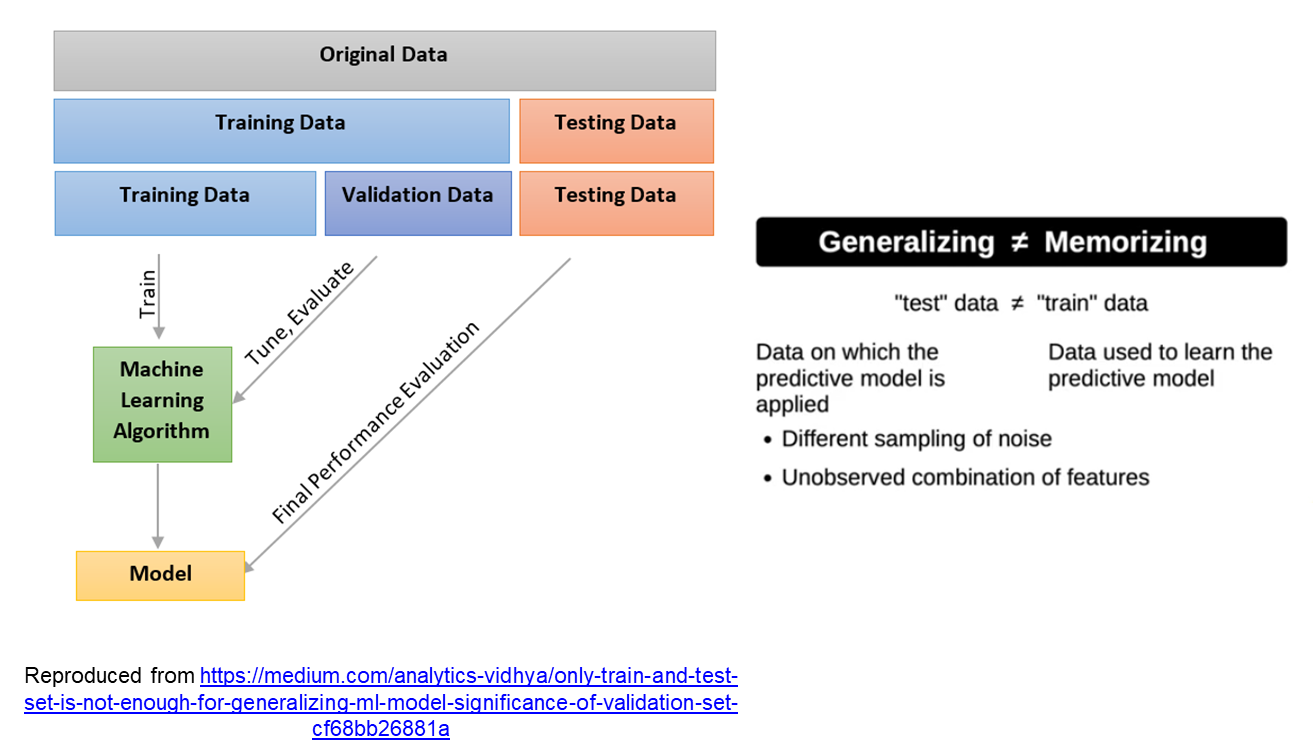 Original Data
Training Data
Testing Data
Training Data
Validation Data
Testing Data
Train
Tune, Evaluate
Final Performance Evaluation
Machine
Learning
Algorithm
Model
Reproduced from https://medium.com/analytics-vidhya/only-train-and-test-
set-is-not-enough-for-generalizing-ml-model-significance-of-validation-set-
cf68bb26881a
Generalizing ≠ Memorizing
"test" data ≠ "train" data
Data on which the
predictive model is
applied
Data used to learn the
predictive model
• Different sampling of noise
• Unobserved combination of features